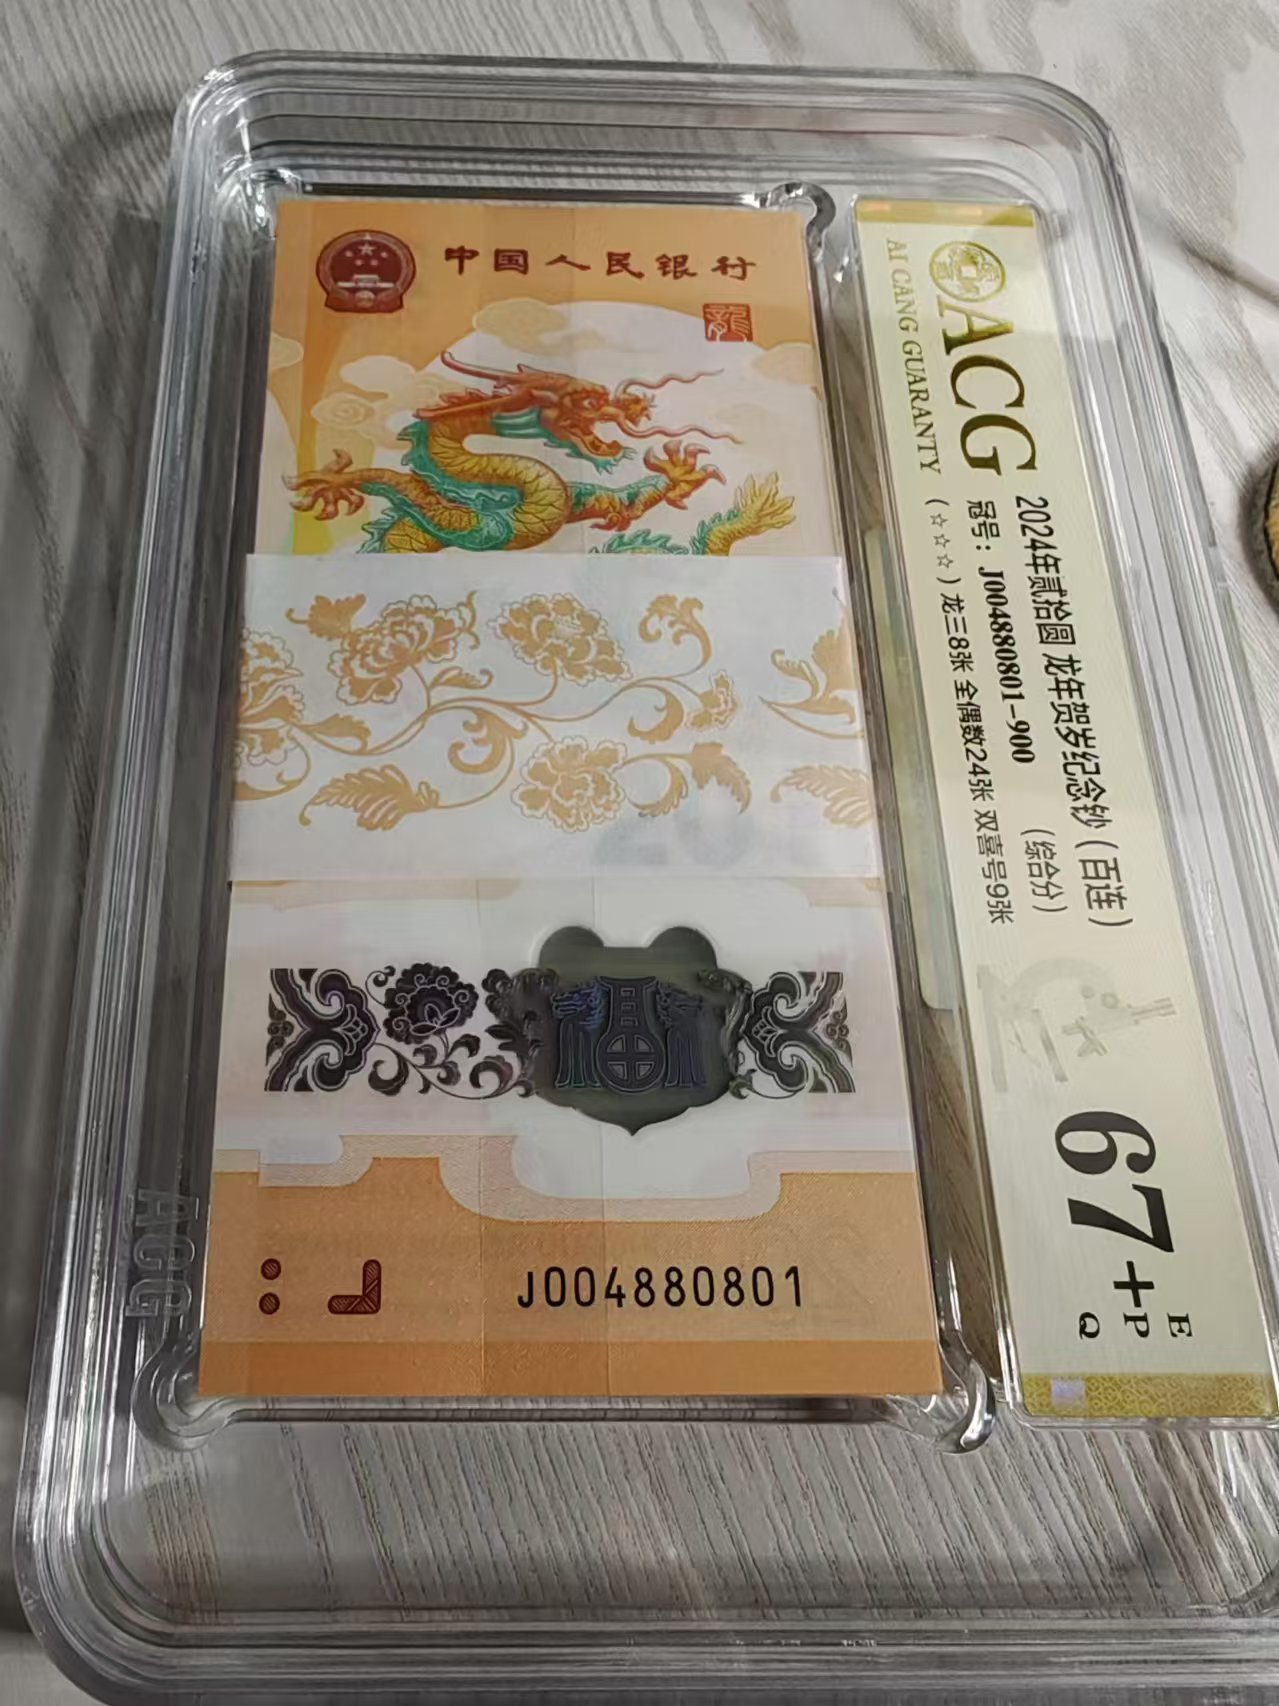 中国人民银行
龍
J004880801
ACG
AI CANG GUARANTY
2024年贰拾圆 龙年贺岁纪念钞（百连）
冠号：J004880801-900 （综合分）
（☆☆☆）龙三8张 全偶数24张 双喜号9张
67+
E
P
Q
ACG